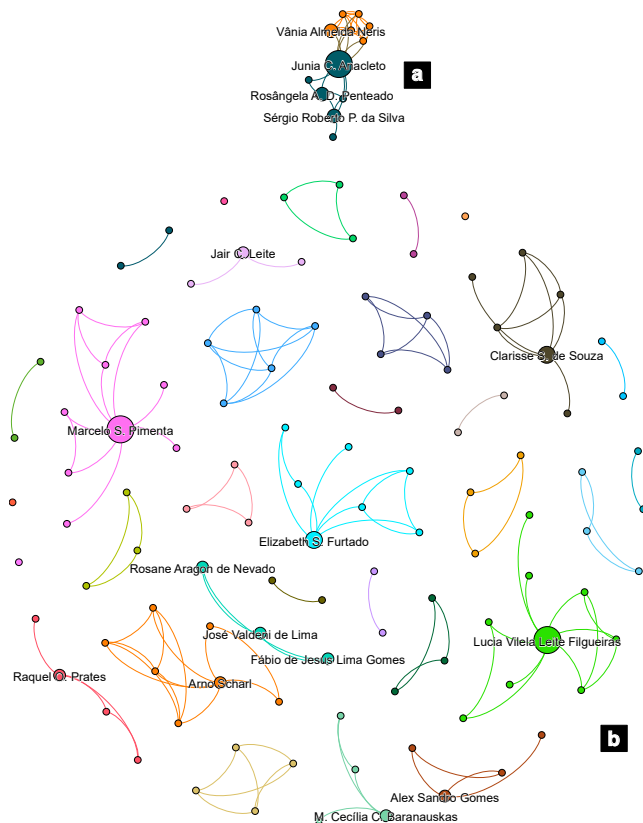 Vânia Almeida Neris
Junia C. Anacleto
a
Rosângela A. D. Penteado
Sérgio Roberto P. da Silva
Jair C. Leite
Clarisse S. de Souza
Marcelo S. Pimenta
Elizabeth S. Furtado
Rosane Aragón de Nevado
José Valdeni de Lima
Lucia Vilela Leite Filgueiras
Fábio de Jesus Lima Gomes
Raquel O. Prates
Arno Scharl
b
Alex Sandro Gomes
M. Cecília C. Baranauskas